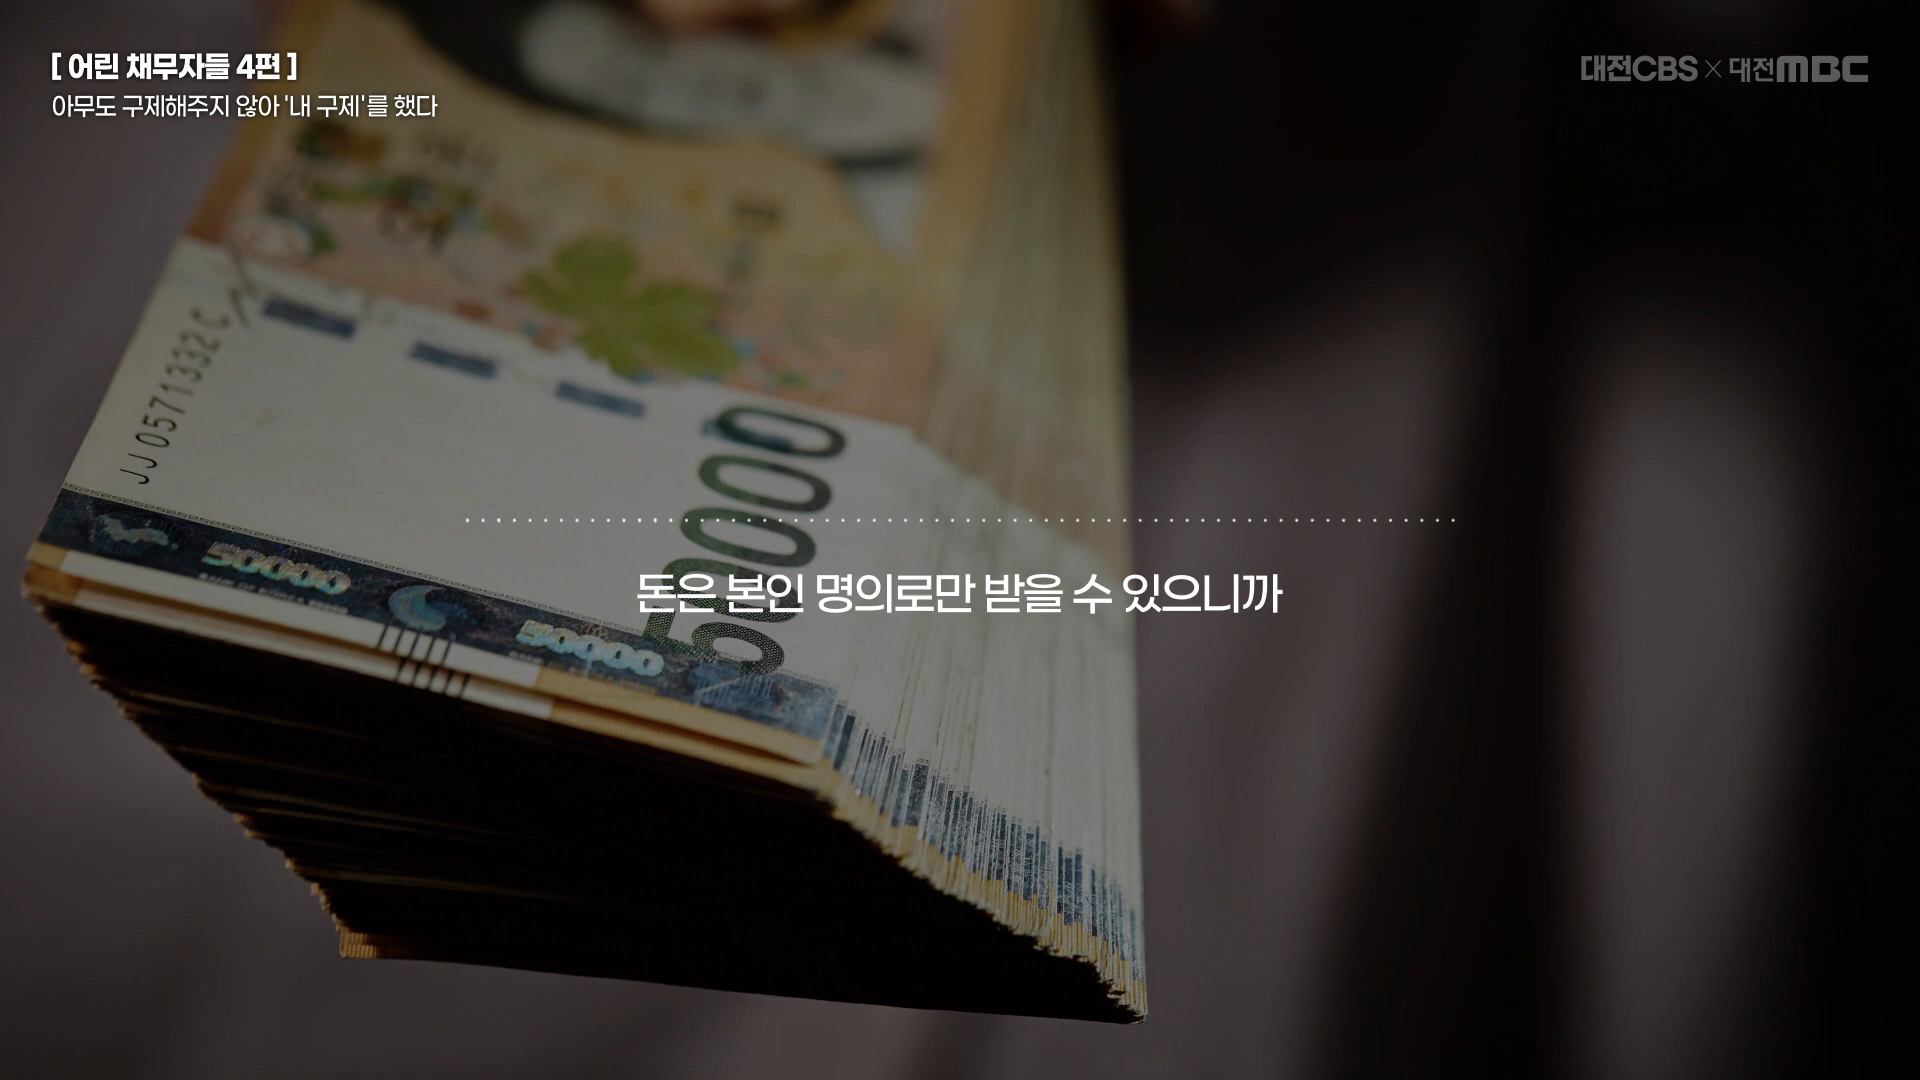 [ 어린 채무자들 4편 ]
아무도 구제해주지 않아 '내 구제'를 했다
대전CBS × 대전MBC
JJ0571332C
50000
돈은 본인 명의로만 받을 수 있으니까
50000
50000